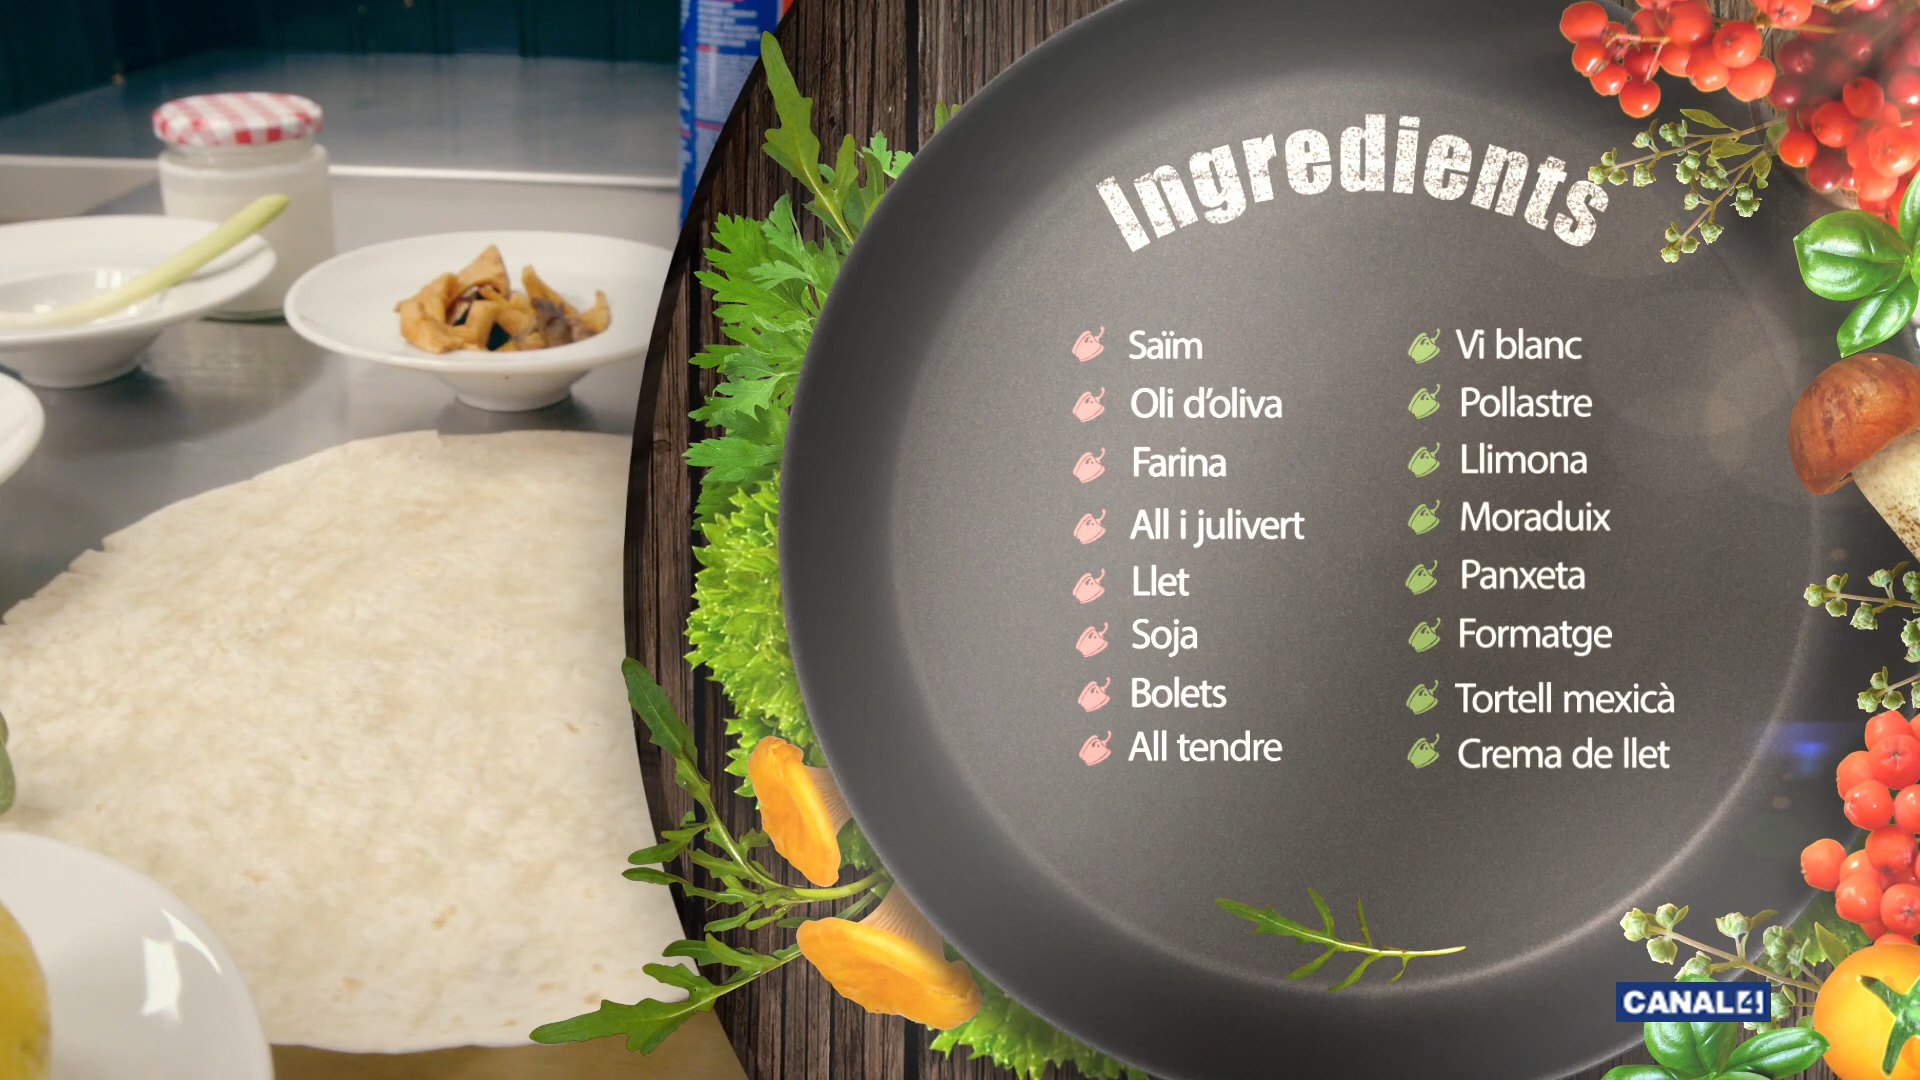 Ingredients
Saïm
Oli d'oliva
Farina
All i julivert
Llet
Soja
Bolets
All tendre
Vi blanc
Pollastre
Llimona
Moraduix
Panxeta
Formatge
Tortell mexicà
Crema de llet
CANAL4